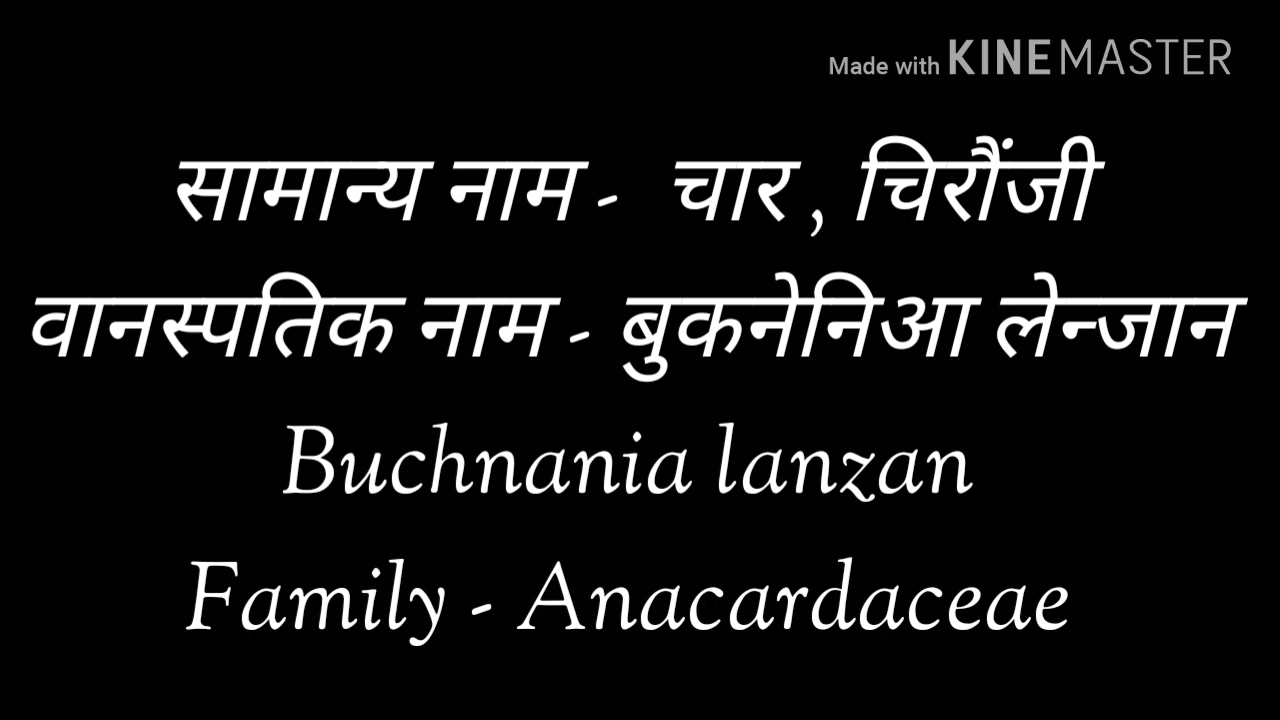 Made with KINEMASTER
सामान्य नाम - चार , चिरौंजी
वानस्पतिक नाम - बुकनेनिआ लेन्जान
Buchnania lanzan
Family - Anacardaceae